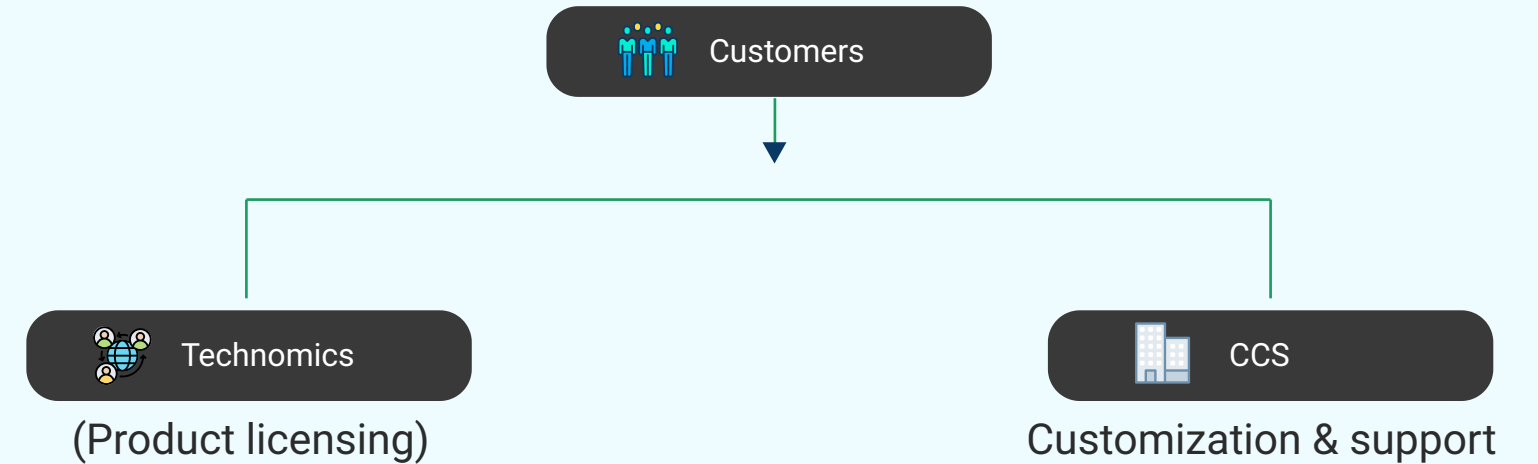 Customers
Technomics
CCS
(Product licensing)
Customization & support